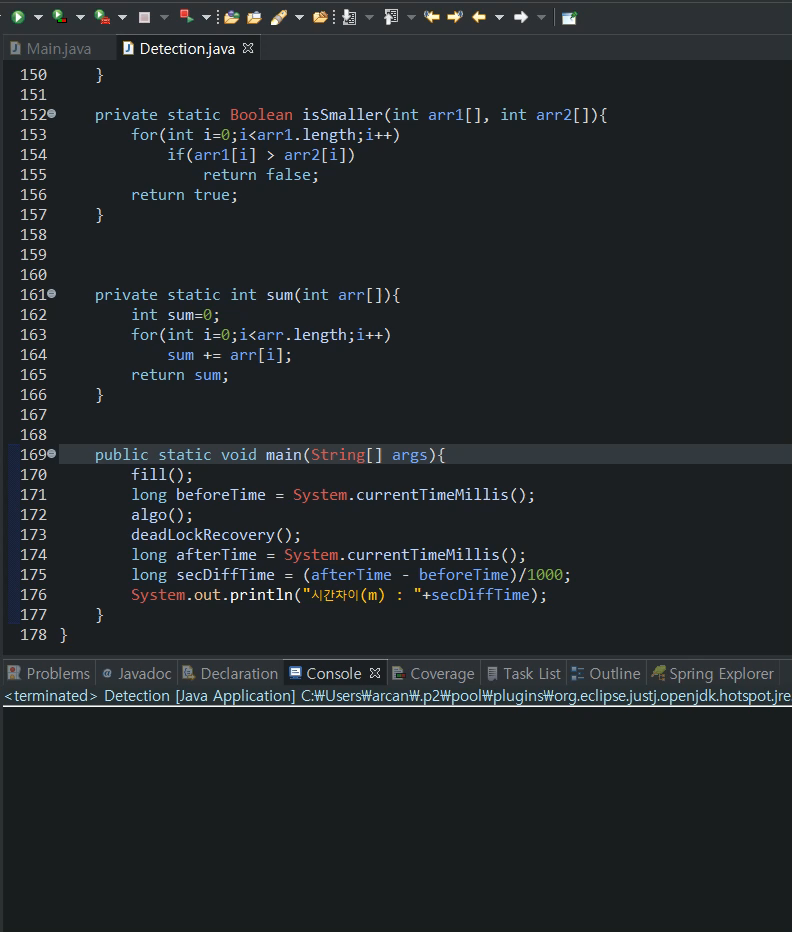 Main.java Detection.java
150 }
151
152 private static Boolean isSmaller(int arr1[], int arr2[]){
153 for(int i=0;i<arr1.length;i++)
154 if(arr1[i] > arr2[i])
155 return false;
156 return true;
157 }
158
159
160
161 private static int sum(int arr[]){
162 int sum=0;
163 for(int i=0;i<arr.length;i++)
164 sum += arr[i];
165 return sum;
166 }
167
168
169 public static void main(String[] args){
170 fill();
171 long beforeTime = System.currentTimeMillis();
172 algo();
173 deadLockRecovery();
174 long afterTime = System.currentTimeMillis();
175 long secDiffTime = (afterTime - beforeTime)/1000;
176 System.out.println("시간차이(m) : "+secDiffTime);
177 }
178 }
Problems Javadoc Declaration Console Coverage Task List Outline Spring Explorer
<terminated> Detection [Java Application] C:₩Users₩arcan₩.p2₩pool₩plugins₩org.eclipse.justj.openjdk.hotspot.jre